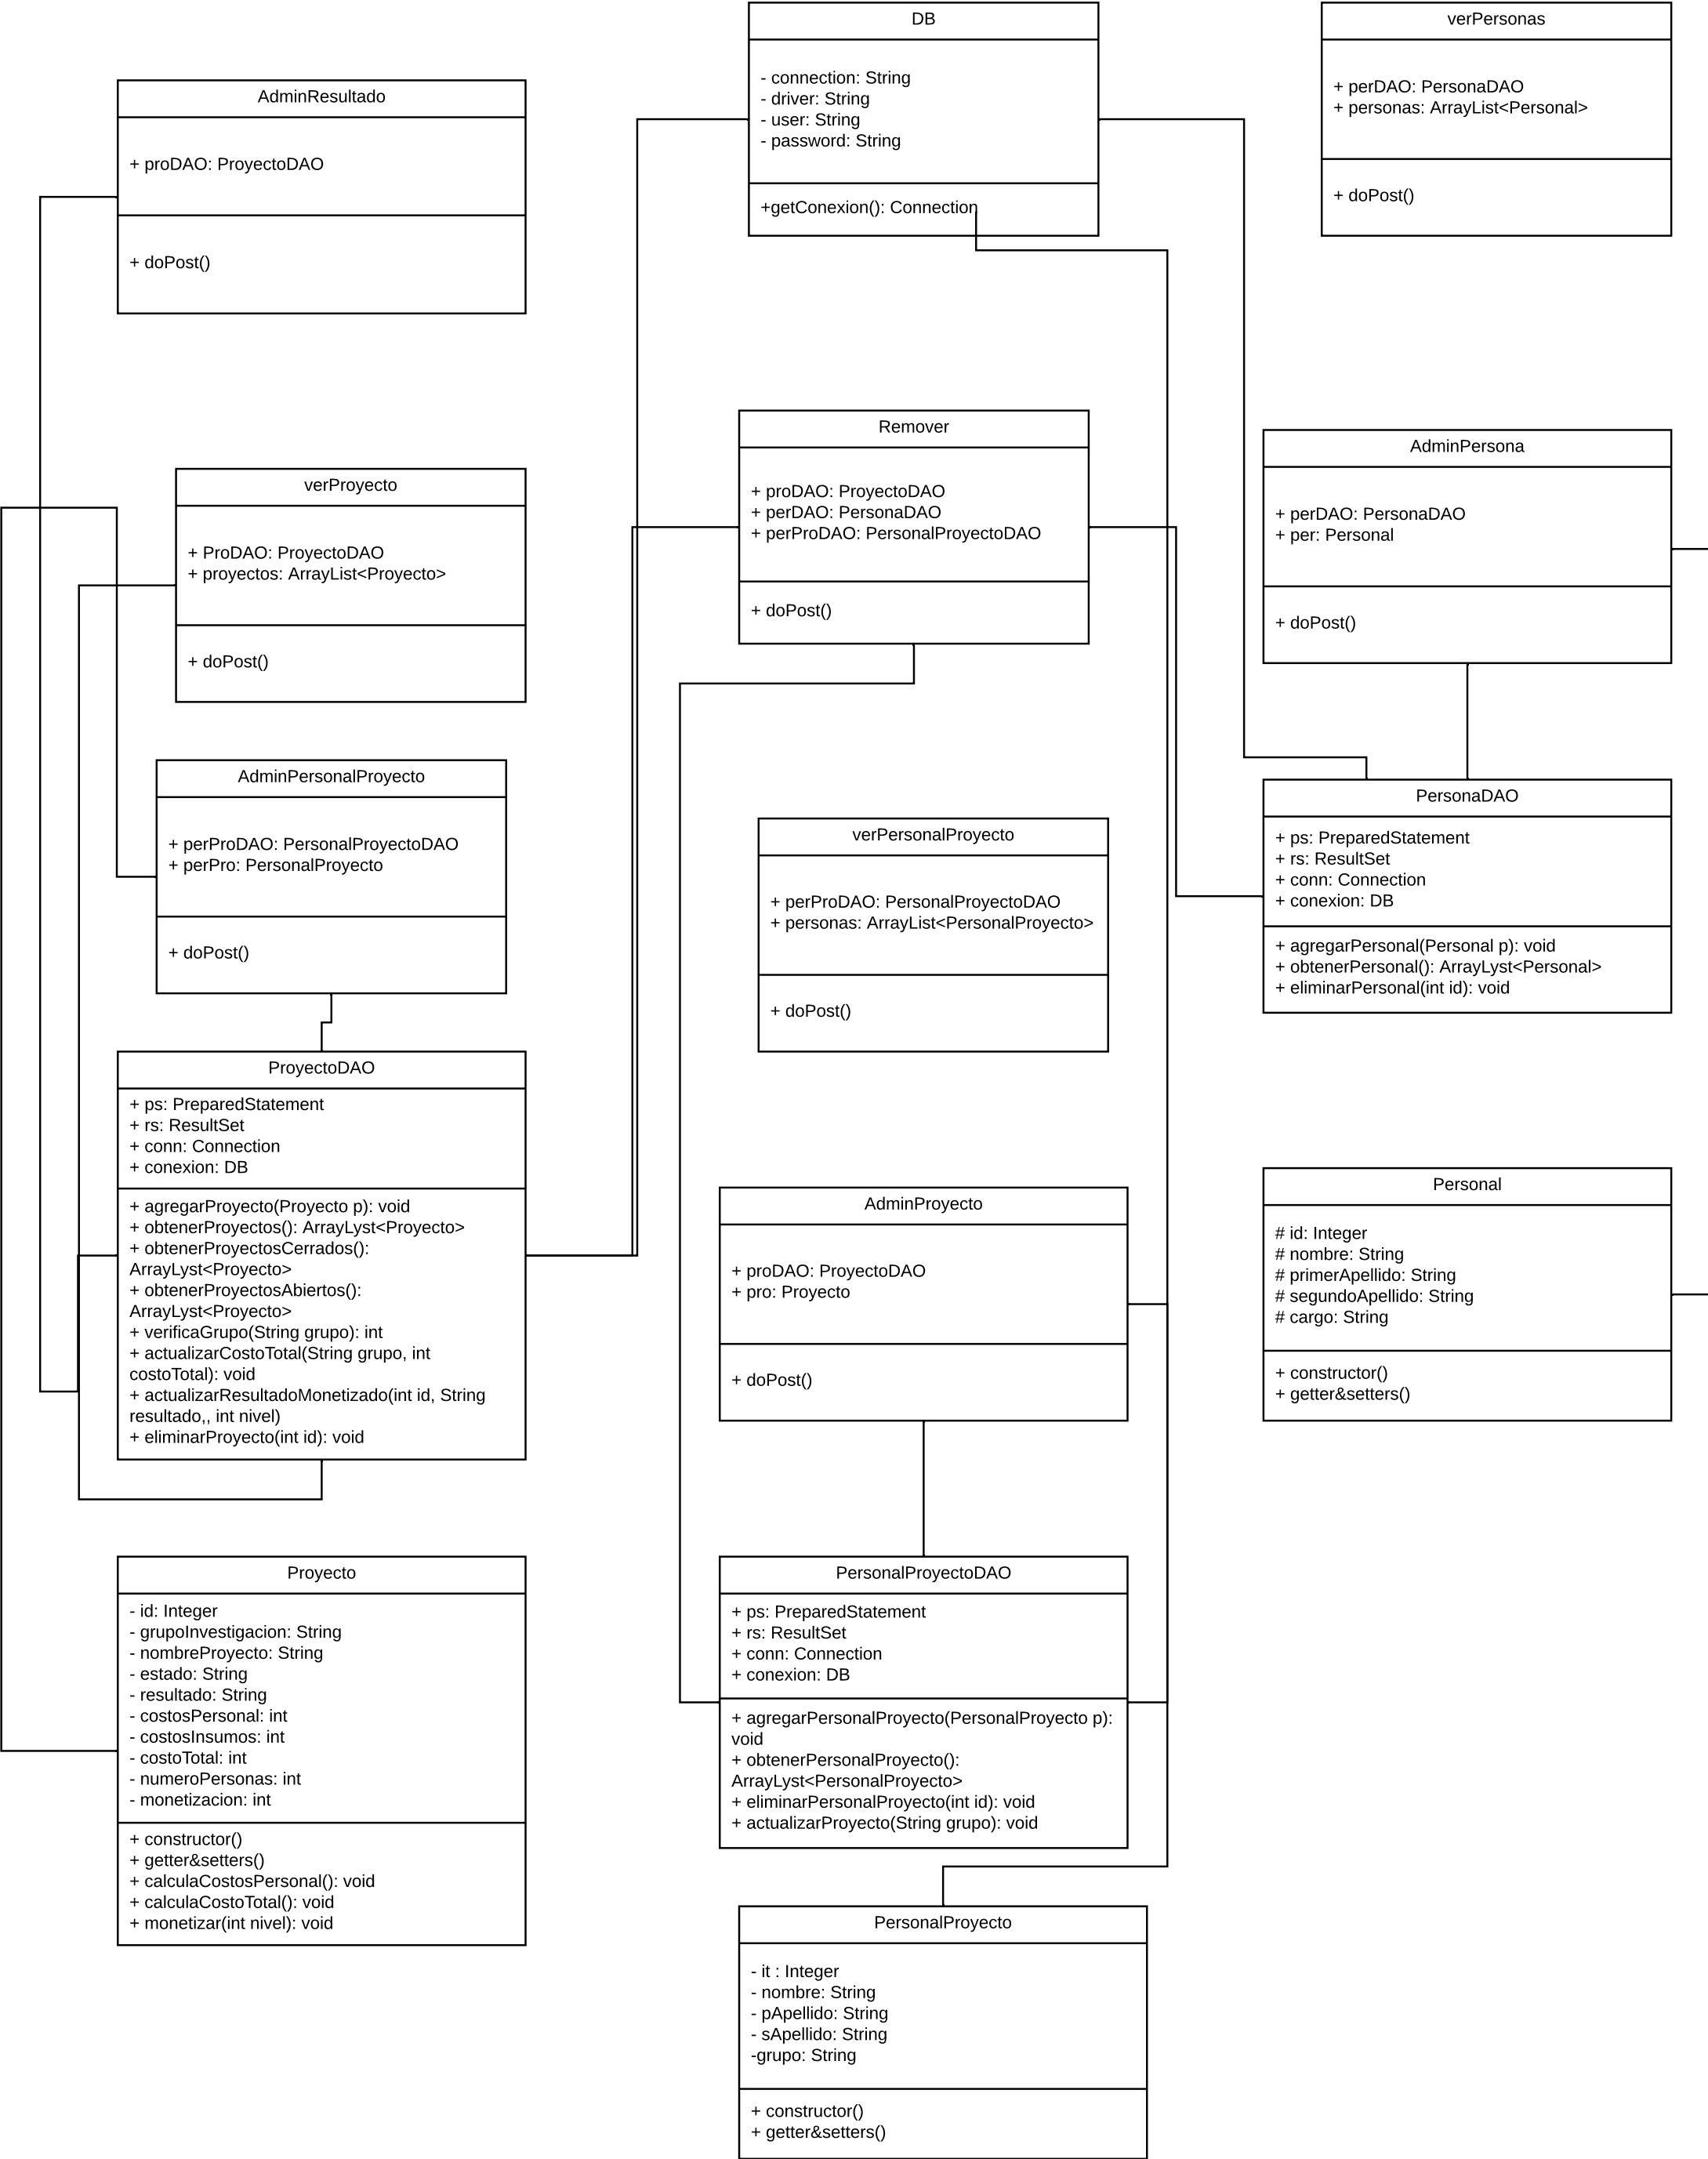 DB
- connection: String
- driver: String
- user: String
- password: String
+getConexion(): Connection
verPersonas
+ perDAO: PersonaDAO
+ personas: ArrayList<Personal>
+ doPost()
AdminResultado
+ proDAO: ProyectoDAO
+ doPost()
Remover
+ proDAO: ProyectoDAO
+ perDAO: PersonaDAO
+ perProDAO: PersonalProyectoDAO
+ doPost()
AdminPersona
+ perDAO: PersonaDAO
+ per: Personal
+ doPost()
verProyecto
+ ProDAO: ProyectoDAO
+ proyectos: ArrayList<Proyecto>
+ doPost()
AdminPersonalProyecto
+ perProDAO: PersonalProyectoDAO
+ perPro: PersonalProyecto
+ doPost()
verPersonalProyecto
+ perProDAO: PersonalProyectoDAO
+ personas: ArrayList<PersonalProyecto>
+ doPost()
PersonaDAO
+ ps: PreparedStatement
+ rs: ResultSet
+ conn: Connection
+ conexion: DB
+ agregarPersonal(Personal p): void
+ obtenerPersonal(): ArrayLyst<Personal>
+ eliminarPersonal(int id): void
ProyectoDAO
+ ps: PreparedStatement
+ rs: ResultSet
+ conn: Connection
+ conexion: DB
+ agregarProyecto(Proyecto p): void
+ obtenerProyectos(): ArrayLyst<Proyecto>
+ obtenerProyectosCerrados():
ArrayLyst<Proyecto>
+ obtenerProyectosAbiertos():
ArrayLyst<Proyecto>
+ verificaGrupo(String grupo): int
+ actualizarCostoTotal(String grupo, int
costoTotal): void
+ actualizarResultadoMonetizado(int id, String
resultado,, int nivel)
+ eliminarProyecto(int id): void
AdminProyecto
+ proDAO: ProyectoDAO
+ pro: Proyecto
+ doPost()
Personal
# id: Integer
# nombre: String
# primerApellido: String
# segundoApellido: String
# cargo: String
+ constructor()
+ getter&setters()
Proyecto
- id: Integer
- grupoInvestigacion: String
- nombreProyecto: String
- estado: String
- resultado: String
- costosPersonal: int
- costosInsumos: int
- costoTotal: int
- numeroPersonas: int
- monetizacion: int
+ constructor()
+ getter&setters()
+ calculaCostosPersonal(): void
+ calculaCostoTotal(): void
+ monetizar(int nivel): void
PersonalProyectoDAO
+ ps: PreparedStatement
+ rs: ResultSet
+ conn: Connection
+ conexion: DB
+ agregarPersonalProyecto(PersonalProyecto p):
void
+ obtenerPersonalProyecto():
ArrayLyst<PersonalProyecto>
+ eliminarPersonalProyecto(int id): void
+ actualizarProyecto(String grupo): void
PersonalProyecto
- it : Integer
- nombre: String
- pApellido: String
- sApellido: String
-grupo: String
+ constructor()
+ getter&setters()